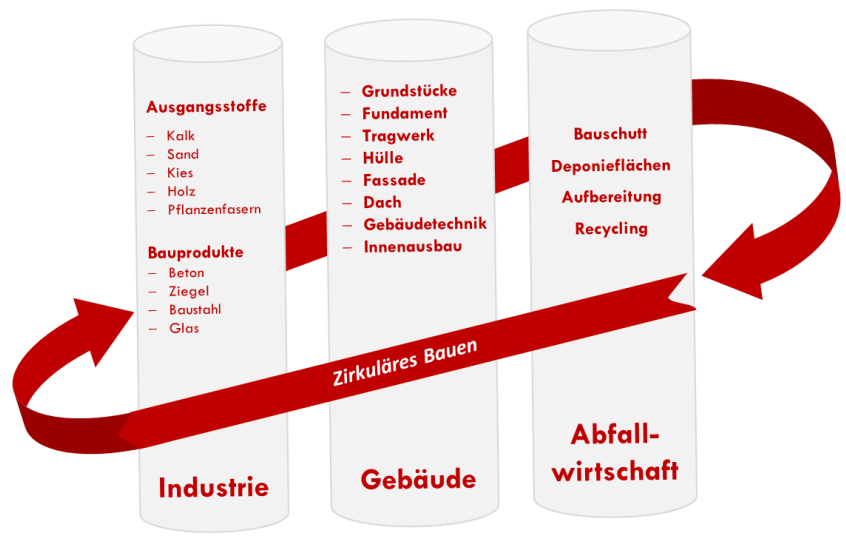 Ausgangsstoffe
– Kalk
– Sand
– Kies
– Holz
– Pflanzenfasern
Bauprodukte
– Beton
– Ziegel
– Baustahl
– Glas
Industrie
– Grundstücke
– Fundament
– Tragwerk
– Hülle
– Fassade
– Dach
– Gebäudetechnik
– Innenausbau
Gebäude
Bauschutt
Deponieflächen
Aufbereitung
Recycling
Abfall-
wirtschaft
Zirkuläres Bauen